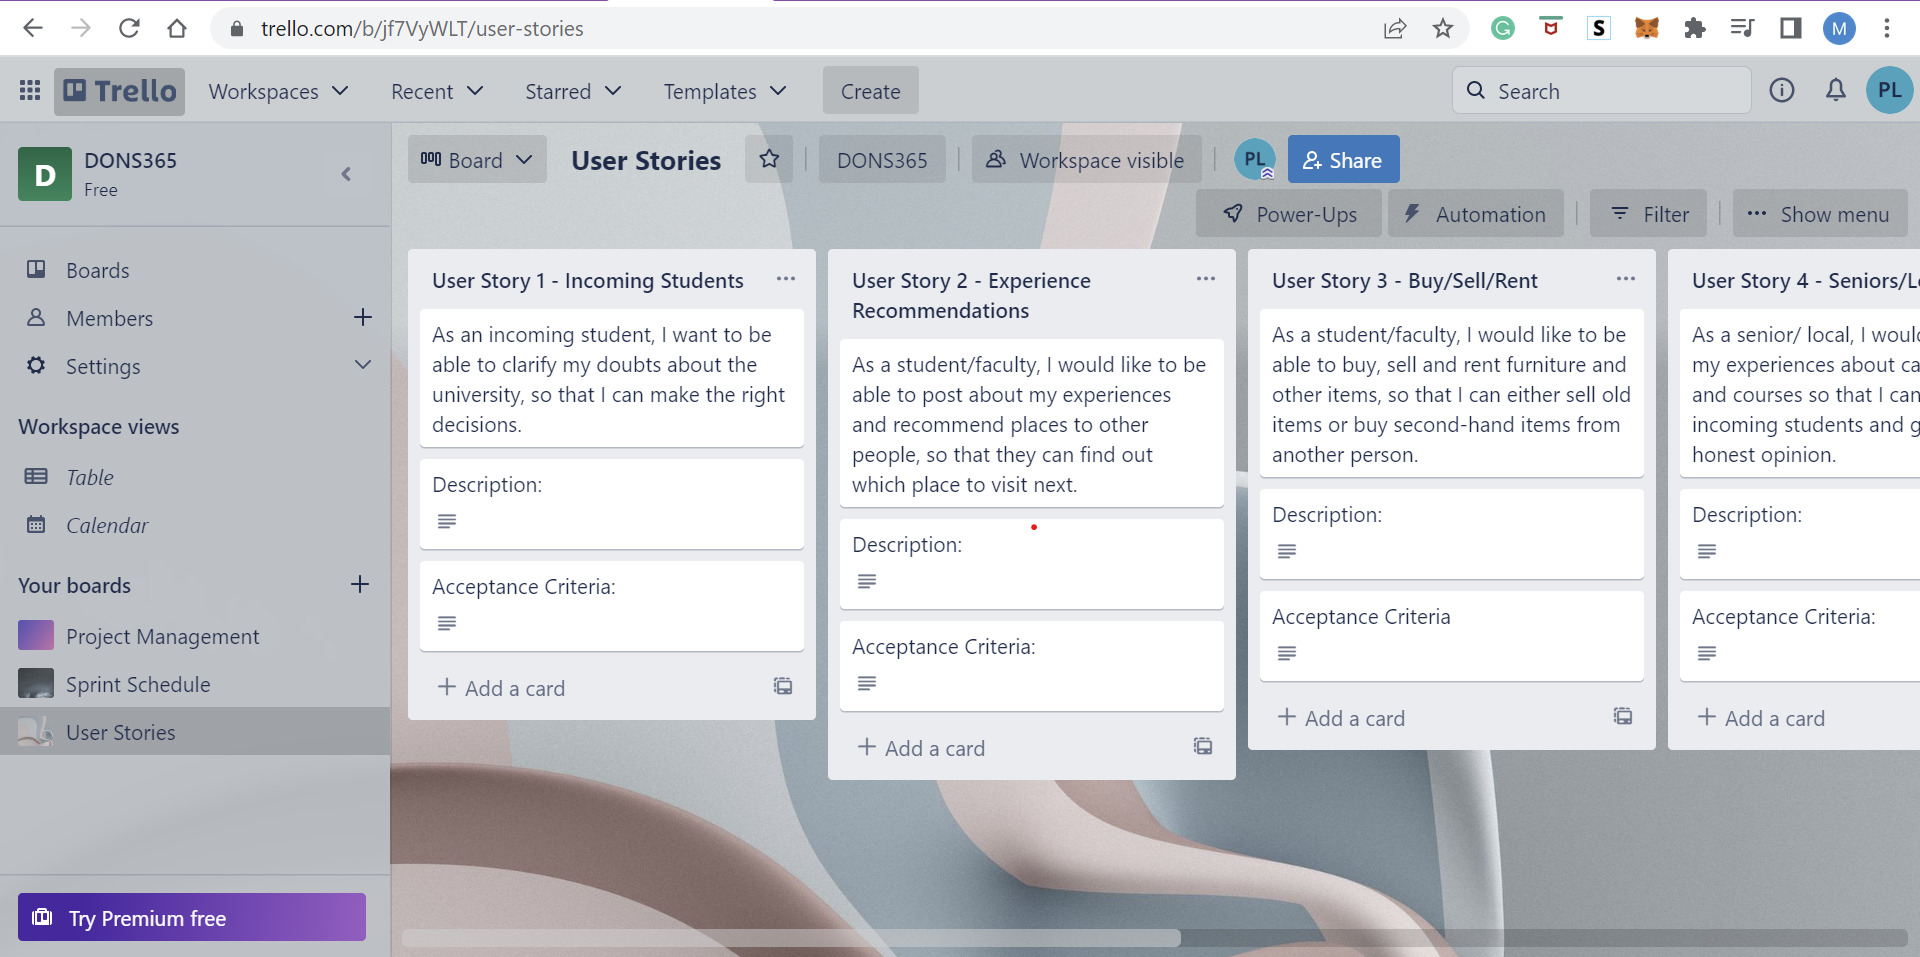 trello.com/b/jf7VyWLT/user-stories
S
M
Trello
Workspaces
Recent
Starred
Templates
Create
Search
PL
D
DONS365
Free
Boards
Members
Settings
Workspace views
Table
Calendar
Your boards
Project Management
Sprint Schedule
User Stories
Try Premium free
Board
User Stories
DONS365
Workspace visible
PL
Share
Power-Ups
Automation
Filter
Show menu
User Story 1 - Incoming Students
As an incoming student, I want to be
able to clarify my doubts about the
university, so that I can make the right
decisions.
Description:
Acceptance Criteria:
Add a card
User Story 2 - Experience
Recommendations
As a student/faculty, I would like to be
able to post about my experiences
and recommend places to other
people, so that they can find out
which place to visit next.
Description:
Acceptance Criteria:
Add a card
User Story 3 - Buy/Sell/Rent
As a student/faculty, I would like to be
able to buy, sell and rent furniture and
other items, so that I can either sell old
items or buy second-hand items from
another person.
Description:
Acceptance Criteria
Add a card
User Story 4 - Seniors/
As a senior/ local, I
my experiences about
and courses so that I can
incoming students and
honest opinion.
Description:
Acceptance Criteria:
Add a card